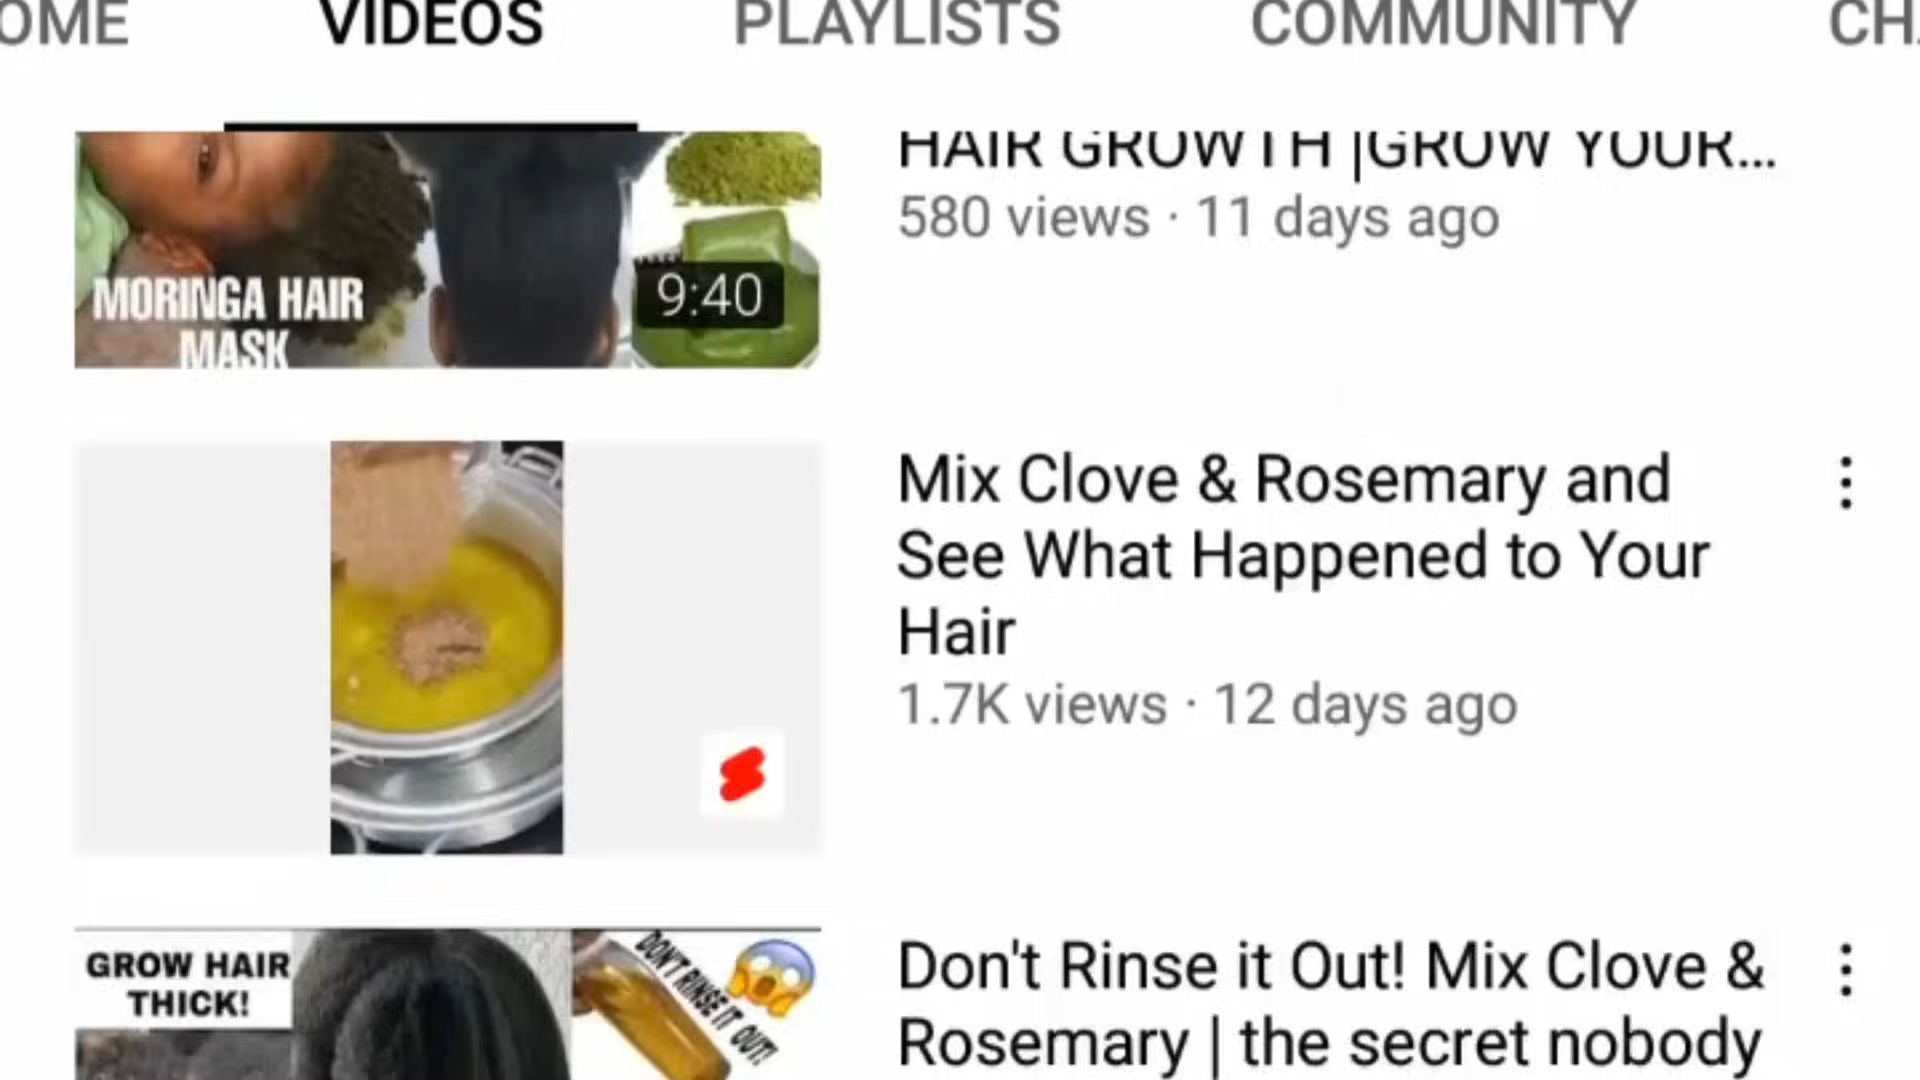 OME VIDEOS PLAYLISTS COMMUNITY CH
HAIR GROWTH |GROW YOUR...
580 views · 11 days ago
MORINGA HAIR
MASK
9:40
Mix Clove & Rosemary and
See What Happened to Your
Hair
1.7K views · 12 days ago
GROW HAIR
THICK!
DON'T RINSE IT OUT!
Don't Rinse it Out! Mix Clove &
Rosemary | the secret nobody